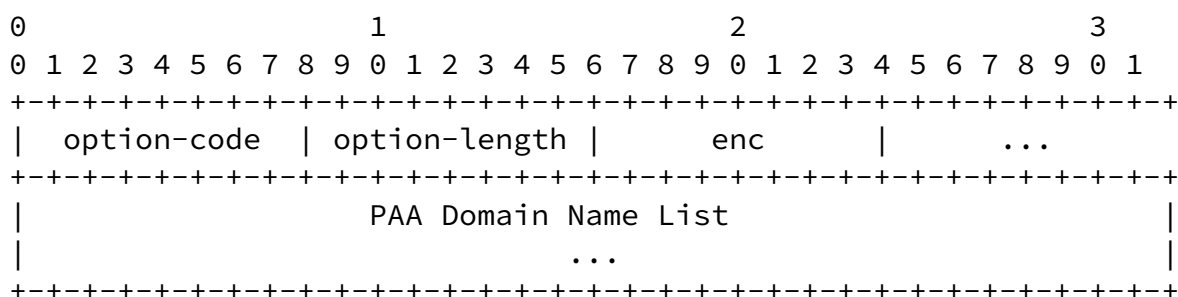 0                   1                   2                   3
0 1 2 3 4 5 6 7 8 9 0 1 2 3 4 5 6 7 8 9 0 1 2 3 4 5 6 7 8 9 0 1
+-+-+-+-+-+-+-+-+-+-+-+-+-+-+-+-+-+-+-+-+-+-+-+-+-+-+-+-+-+-+-+-+
|  option-code  | option-length |      enc      |      ...
+-+-+-+-+-+-+-+-+-+-+-+-+-+-+-+-+-+-+-+-+-+-+-+-+-+-+-+-+-+-+-+-+
|                   PAA Domain Name List                        |
|                              ...                              |
+-+-+-+-+-+-+-+-+-+-+-+-+-+-+-+-+-+-+-+-+-+-+-+-+-+-+-+-+-+-+-+-+